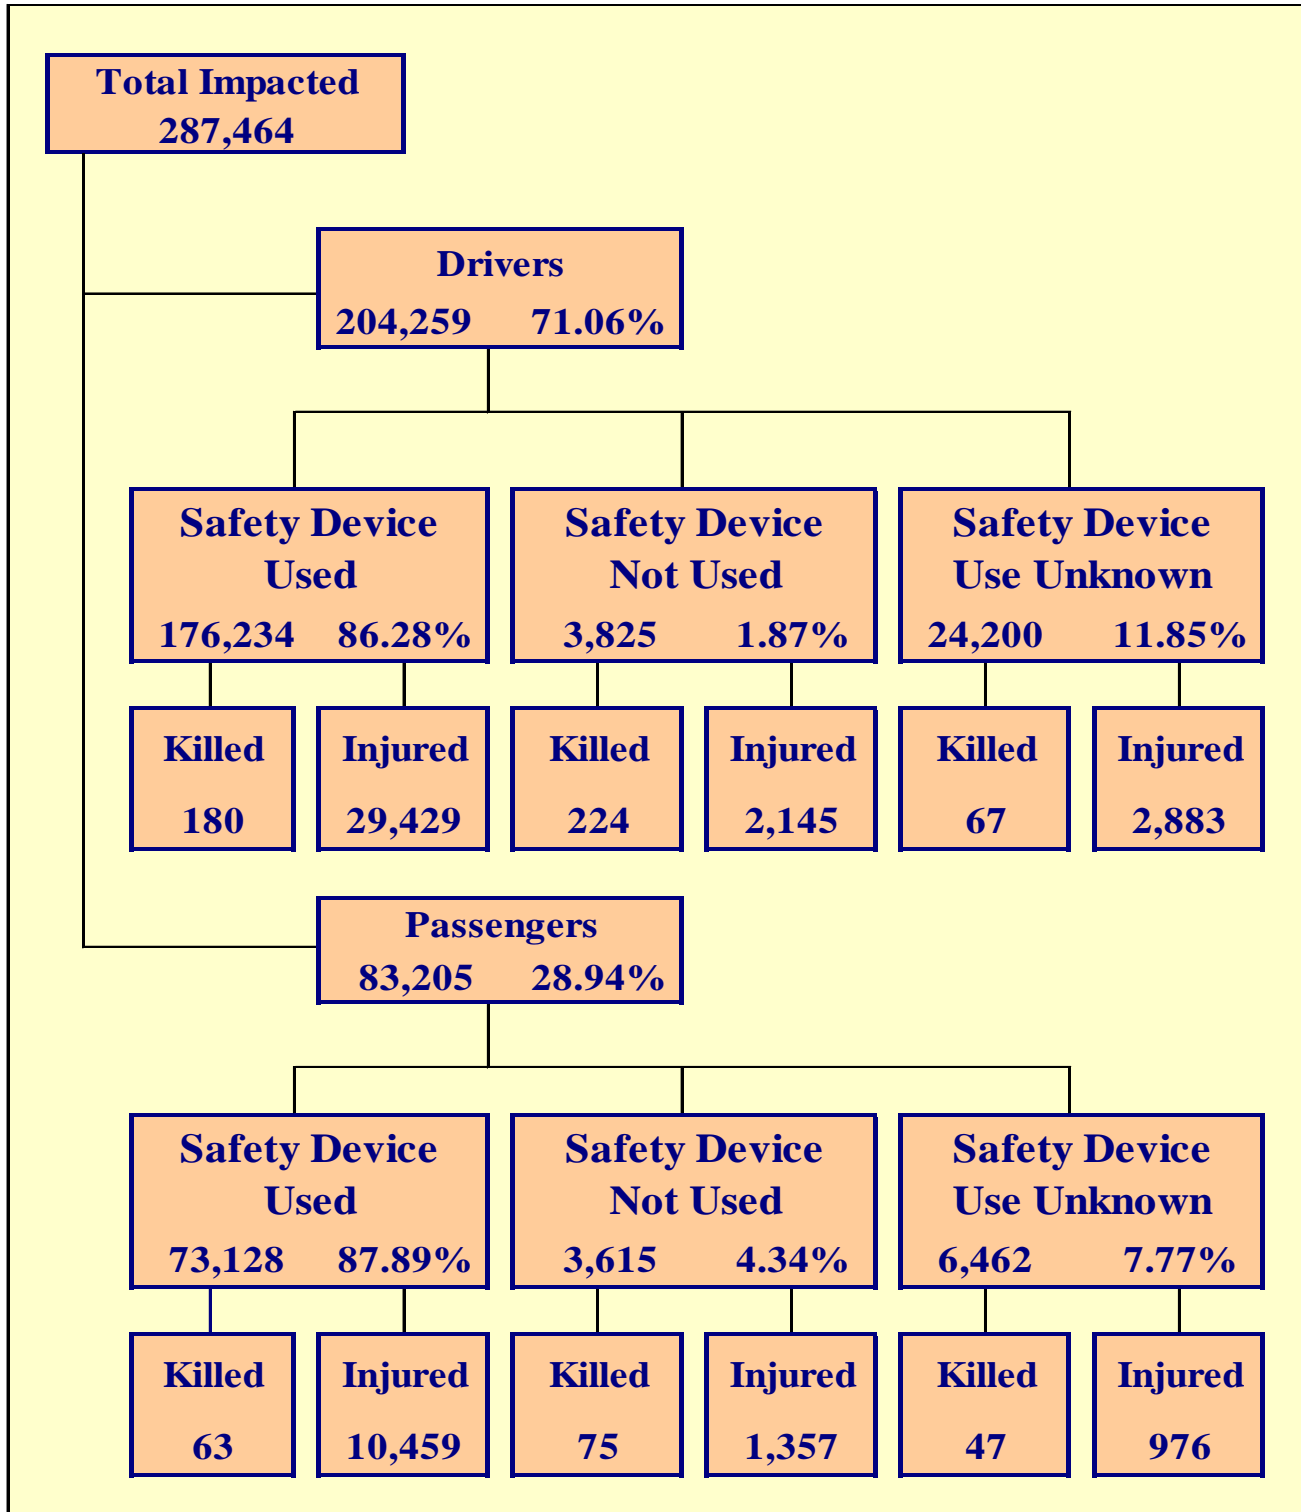 Total Impacted
287,464
Drivers
204,259 71.06%
Safety Device
Used
176,234 86.28%
Safety Device
Not Used
3,825 1.87%
Safety Device
Use Unknown
24,200 11.85%
Killed
180
Injured
29,429
Killed
224
Injured
2,145
Killed
67
Injured
2,883
Passengers
83,205 28.94%
Safety Device
Used
73,128 87.89%
Safety Device
Not Used
3,615 4.34%
Safety Device
Use Unknown
6,462 7.77%
Killed
63
Injured
10,459
Killed
75
Injured
1,357
Killed
47
Injured
976